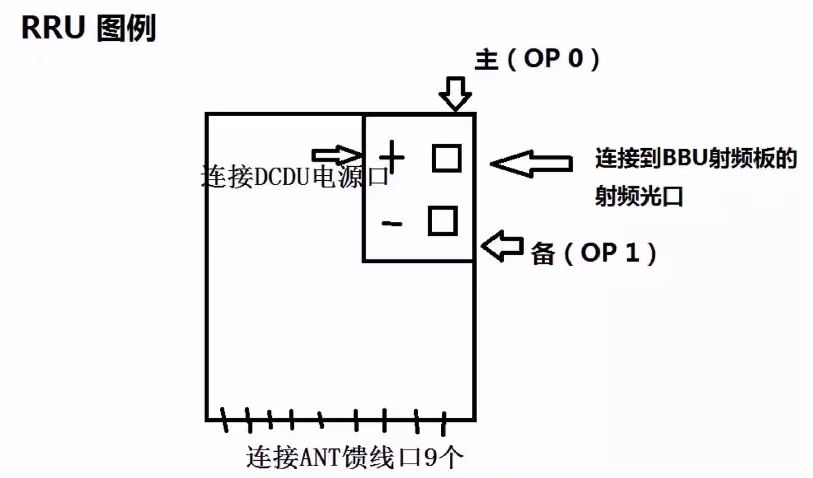 RRU 图例
主（OP 0）
连接DCDU电源口
+
连接到BBU射频板的
射频光口
-
备（OP 1）
连接ANT馈线口9个